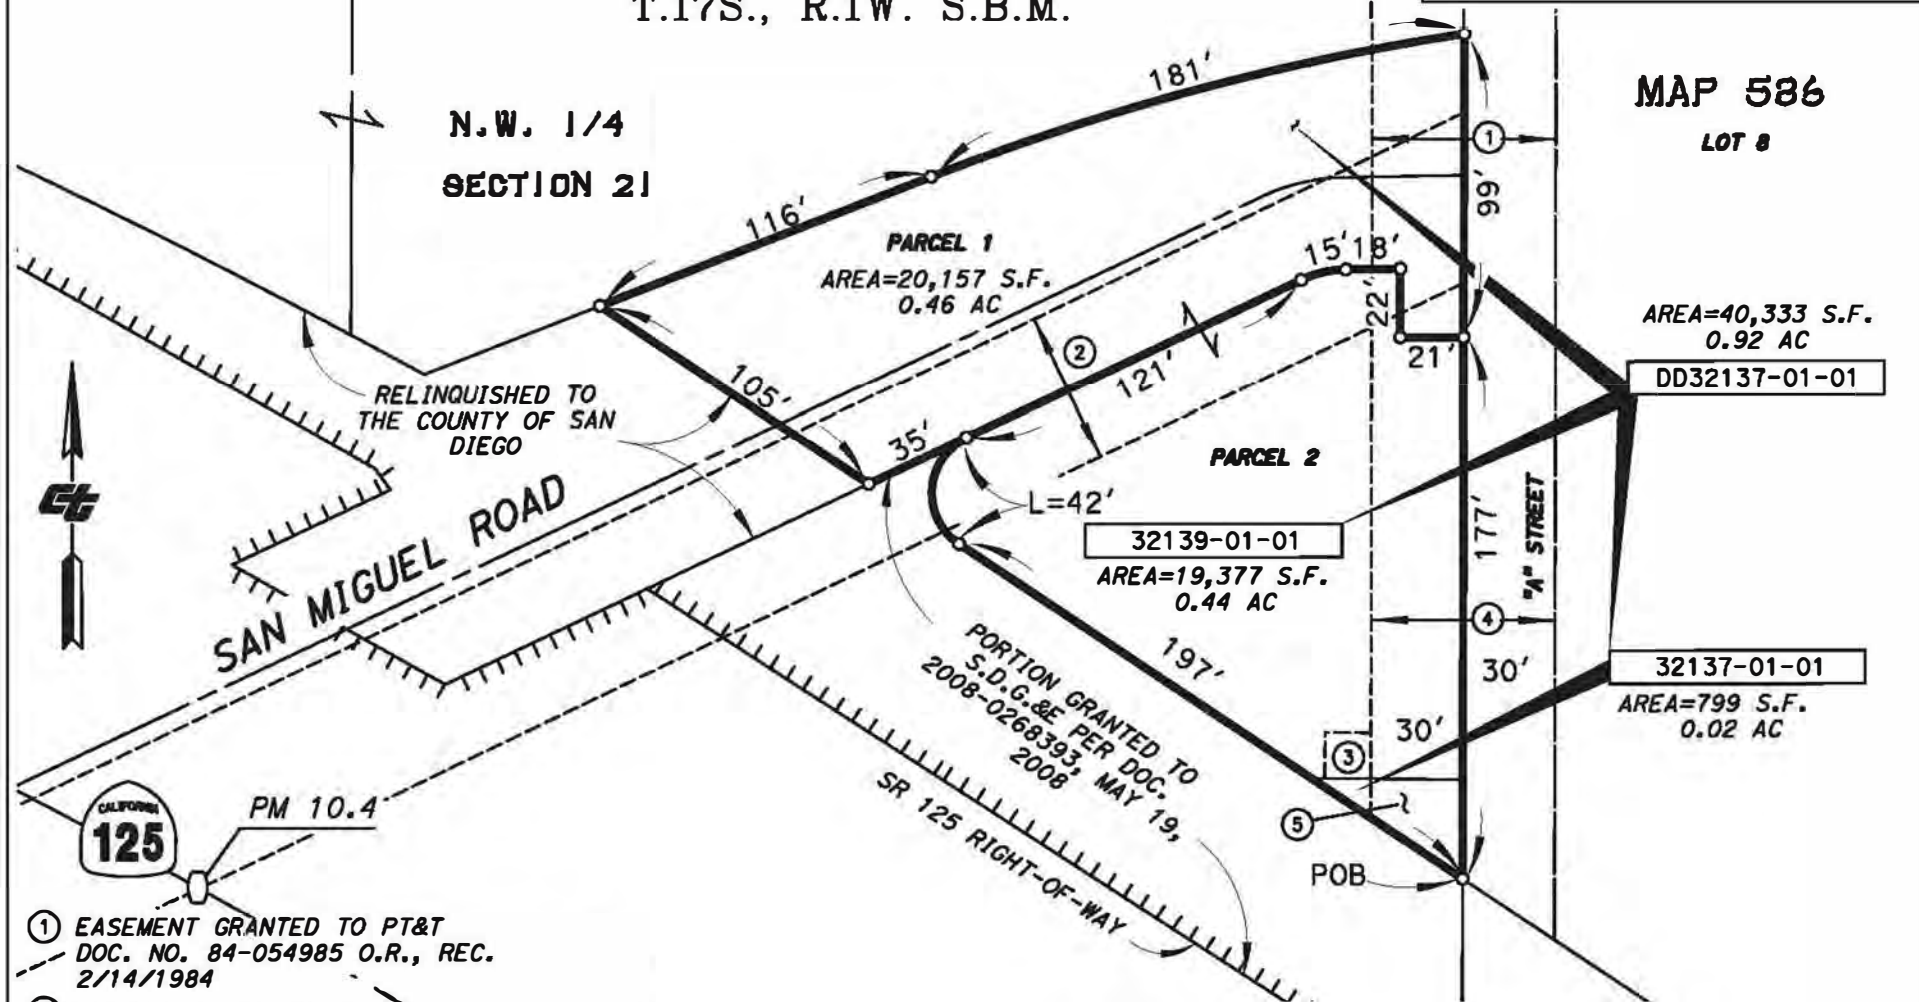 T.17S., R.1W. S.B.M.
MAP 586
LOT 8
N.W. 1/4
SECTION 21
181'
116'
1
99'
PARCEL 1
AREA=20,157 S.F.
0.46 AC
15' 18'
22'
21'
AREA=40,333 S.F.
0.92 AC
DD32137-01-01
2
121'
105'
35'
RELINQUISHED TO
THE COUNTY OF SAN
DIEGO
PARCEL 2
L=42'
32139-01-01
AREA=19,377 S.F.
0.44 AC
177'
"A" STREET
SAN MIGUEL ROAD
4
30'
32137-01-01
AREA=799 S.F.
0.02 AC
197'
30'
3
PORTION GRANTED TO
S.D.G.&E PER DOC.
2008-0268393, MAY 19,
2008
SR 125 RIGHT-OF-WAY
5
POB
CALIFORNIA
125
PM 10.4
Ct
1 EASEMENT GRANTED TO PT&T
DOC. NO. 84-054985 O.R., REC.
2/14/1984